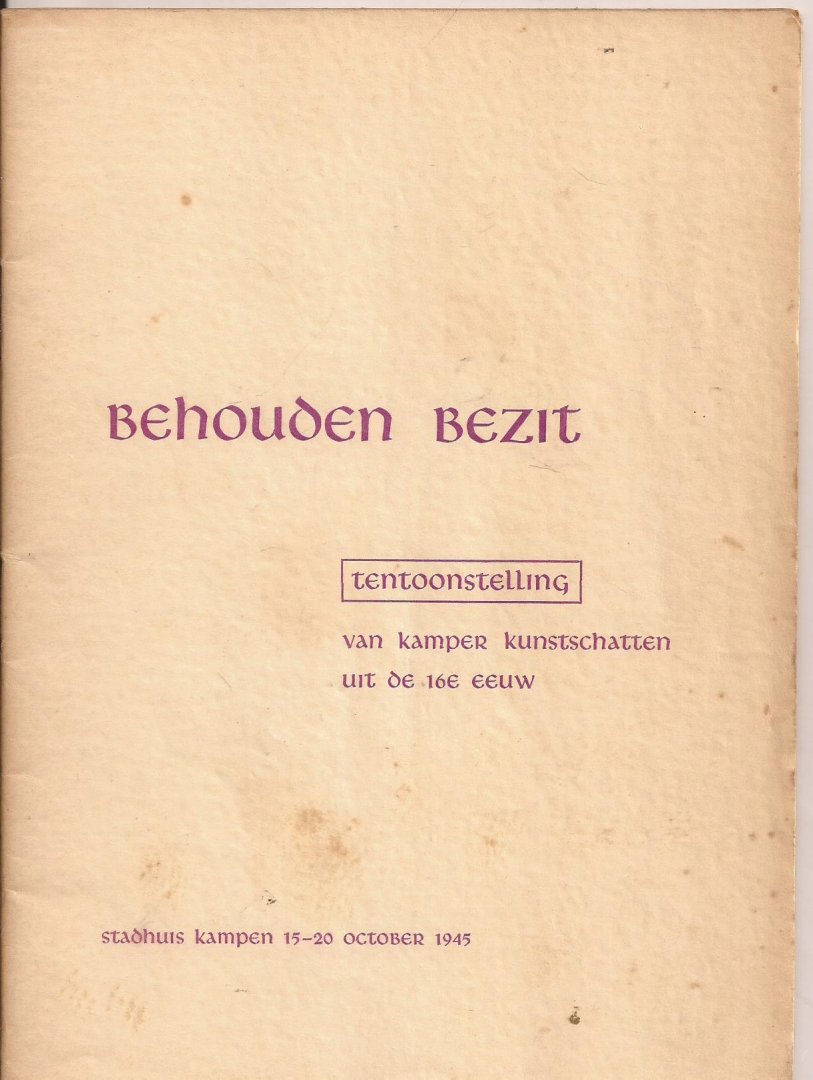 Behouden Bezit
tentoonstelling
van kamper kunstschatten
uit de 16e eeuw
stadhuis kampen 15-20 october 1945